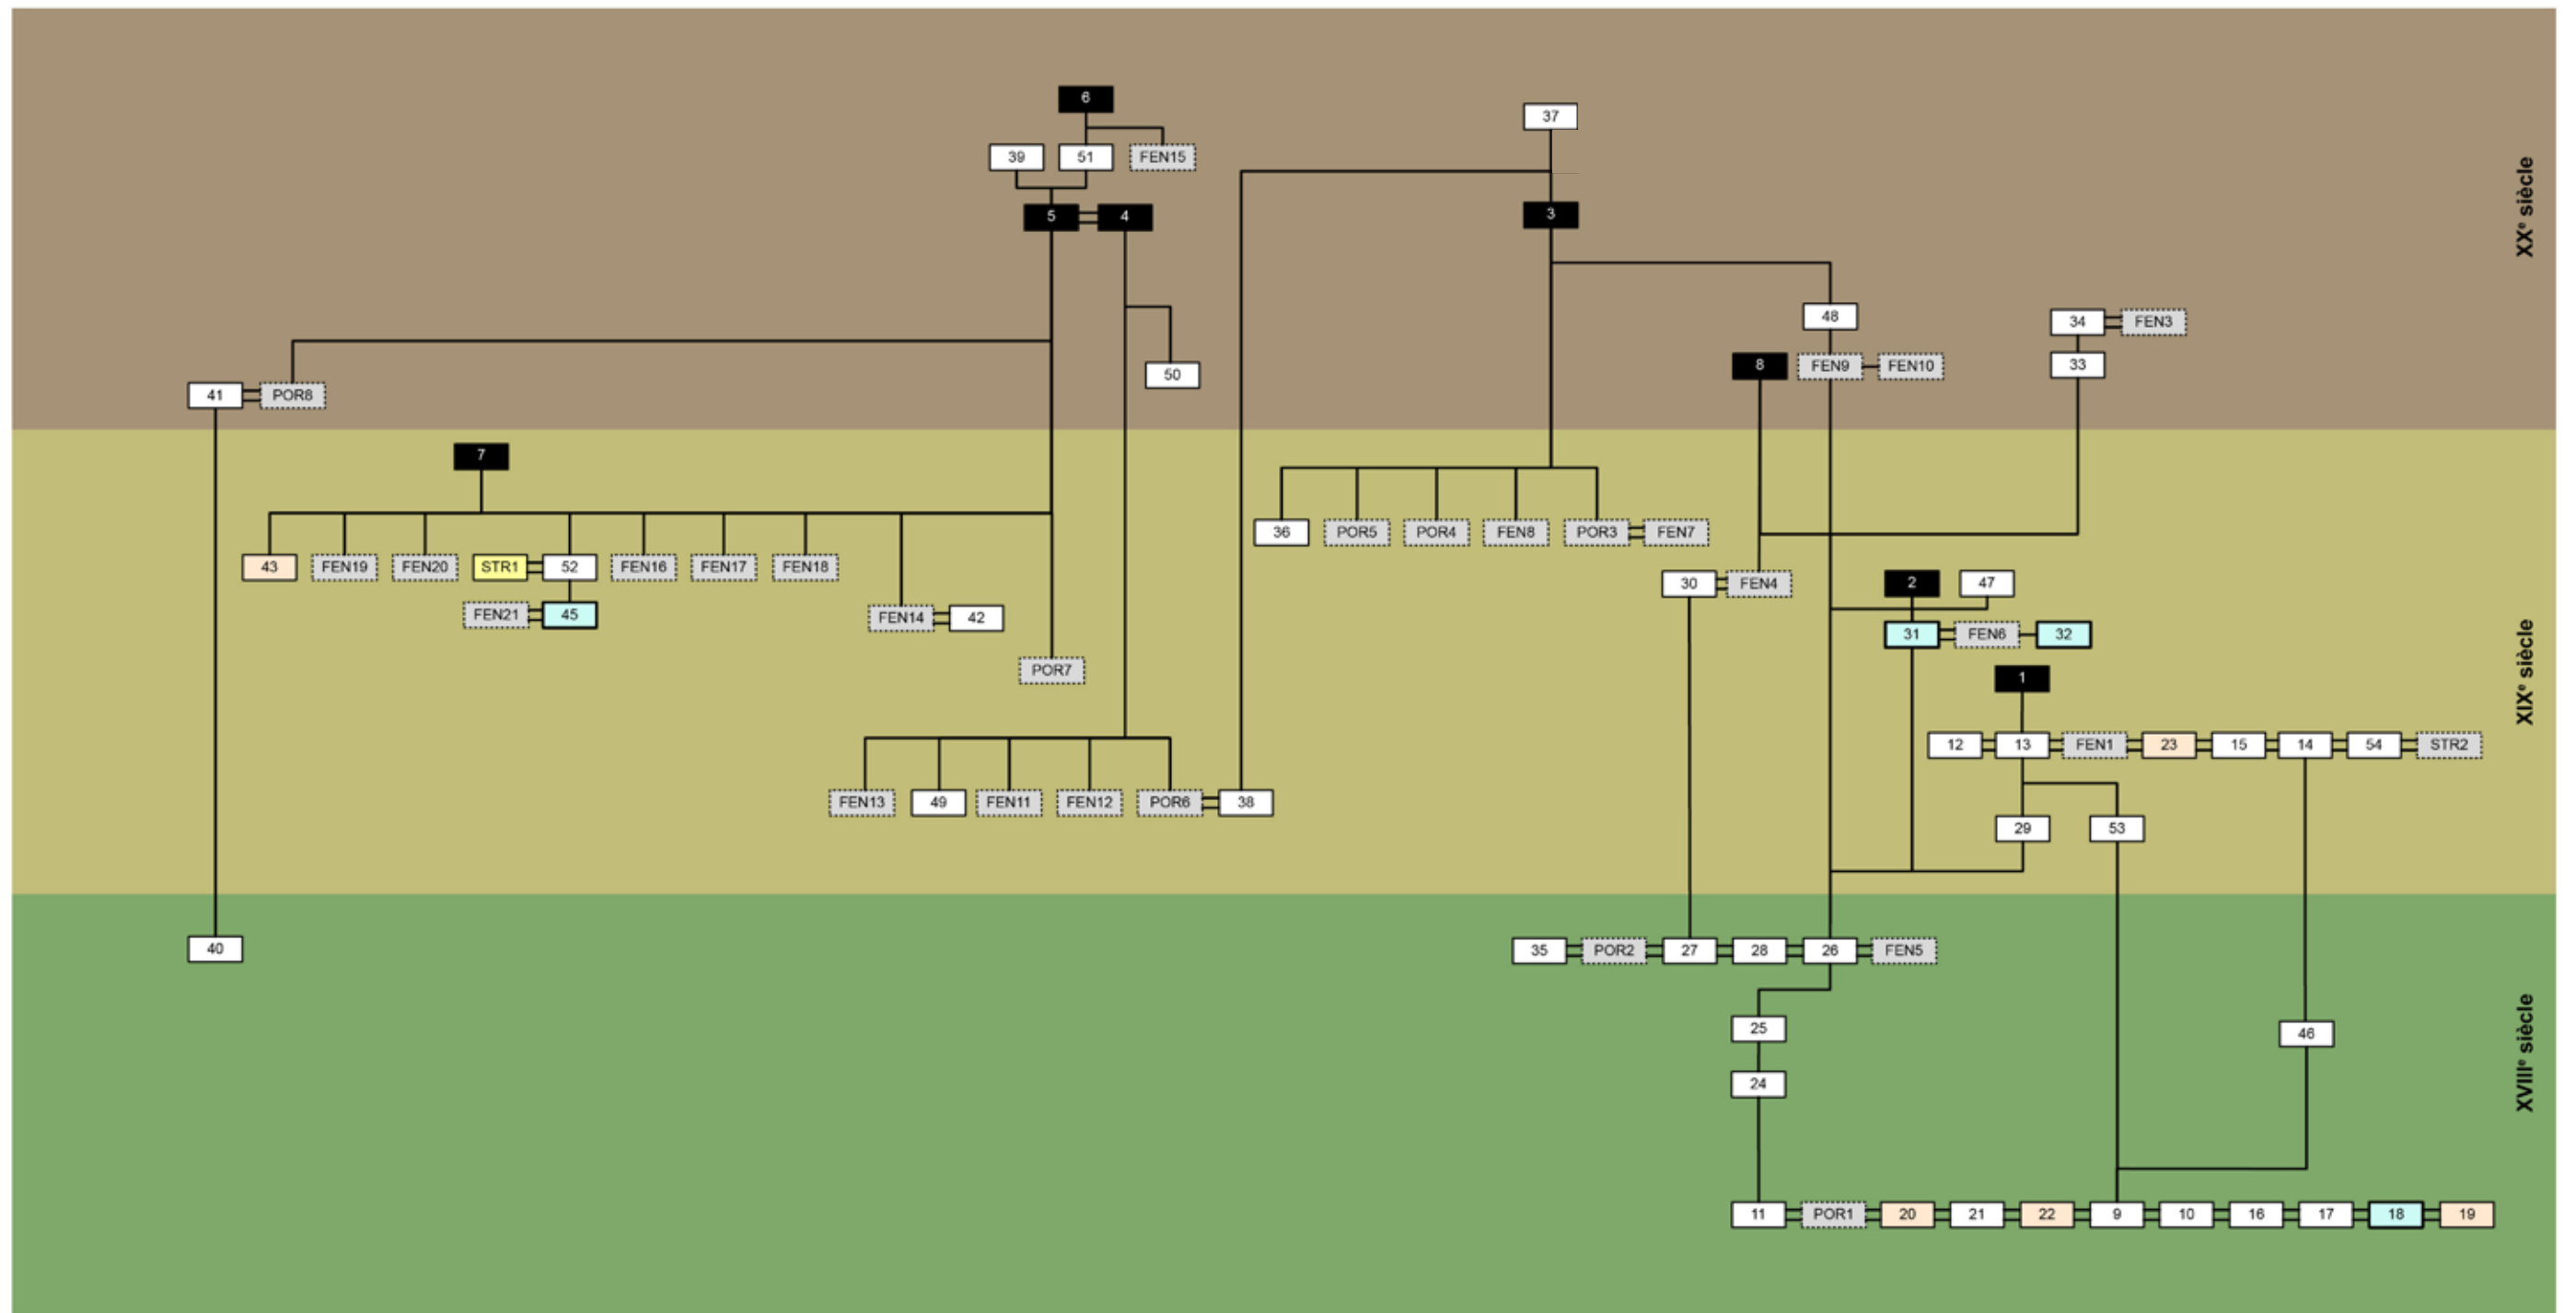 6
37
39 51 FEN15
XXe siècle
5 4
3
48
34 FEN3
8 FEN9 FEN10
33
50
41 POR8
7
36 POR5 POR4 FEN8 POR3 FEN7
43 FEN19 FEN20 STR1 52 FEN16 FEN17 FEN18
30 FEN4
2 47
FEN21 45
FEN14 42
31 FEN6 32
XIXe siècle
POR7
1
12 13 FEN1 23 15 14 54 STR2
FEN13 49 FEN11 FEN12 POR6 38
29 53
40
35 POR2 27 28 26 FEN5
25
46
XVIIIe siècle
24
11 POR1 20 21 22 9 10 16 17 18 19